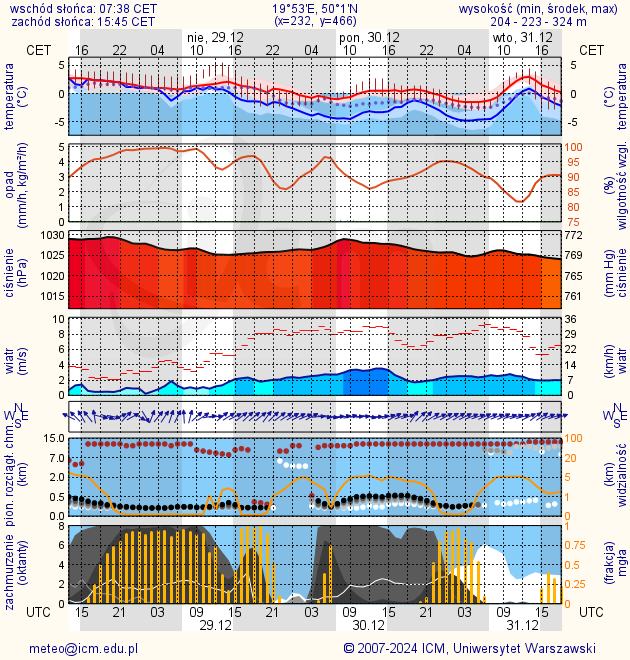 wschód słońca: 07:38 CET
19°53'E, 50°1'N
wysokość (min, środek, max)
zachód słońca: 15:45 CET
(x=232, y=466)
204 - 223 - 324 m
nie, 29.12
pon, 30.12
wto, 31.12
CET
16 22 04 10 16 22 04 10 16 22 04 10 16
CET
temperatura
(°C)
5
0
-5
5
0
-5
temperatura
(°C)
opad
(mm/h, kg/m²/h)
5
4
3
2
1
0
100
95
90
85
80
75
(%)
wilgotność wzgl.
ciśnienie
(hPa)
1030
1025
1020
1015
772
769
765
761
(mm Hg)
ciśnienie
wiatr
(m/s)
10
8
6
4
2
0
36
29
22
14
7
0
(km/h)
wiatr
N
W E
S
N
W E
S
pion. rozciągł. chm.
(km)
15.0
7.0
2.0
0.5
0.0
100
20
5
1
0
(km)
widzialność
zachmurzenie
(oktanty)
8
6
4
2
0
1
0.75
0.5
0.25
0
(frakcja)
mgła
UTC
15 21 03 09 15 21 03 09 15 21 03 09 15
UTC
29.12
30.12
31.12
meteo@icm.edu.pl
© 2007-2024 ICM, Uniwersytet Warszawski